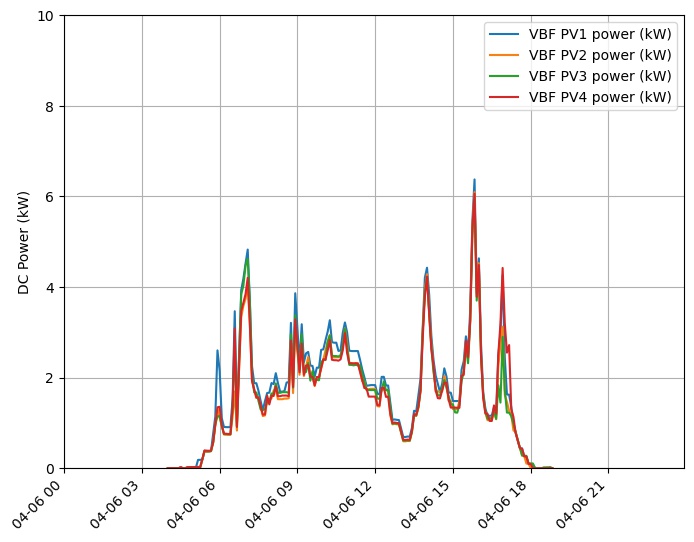 10
8
6
4
2
0
DC Power (kW)
VBF PV1 power (kW)
VBF PV2 power (kW)
VBF PV3 power (kW)
VBF PV4 power (kW)
04-06 00
04-06 03
04-06 06
04-06 09
04-06 12
04-06 15
04-06 18
04-06 21